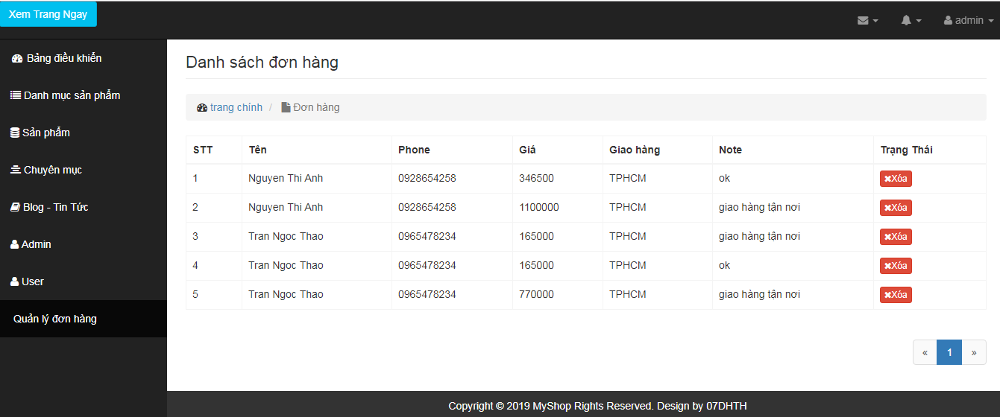 Xem Trang Ngay
admin
Bảng điều khiển
Danh sách đơn hàng
Danh mục sản phẩm
trang chính / Đơn hàng
Sản phẩm
Chuyên mục
Blog - Tin Tức
Admin
User
Quản lý đơn hàng
STT Tên Phone Giá Giao hàng Note Trạng Thái
1 Nguyen Thi Anh 0928654258 346500 TPHCM ok Xóa
2 Nguyen Thi Anh 0928654258 1100000 TPHCM giao hàng tận nơi Xóa
3 Tran Ngoc Thao 0965478234 165000 TPHCM giao hàng tận nơi Xóa
4 Tran Ngoc Thao 0965478234 165000 TPHCM ok Xóa
5 Tran Ngoc Thao 0965478234 770000 TPHCM giao hàng tận nơi Xóa
« 1 »
Copyright © 2019 MyShop Rights Reserved. Design by 07DHTH